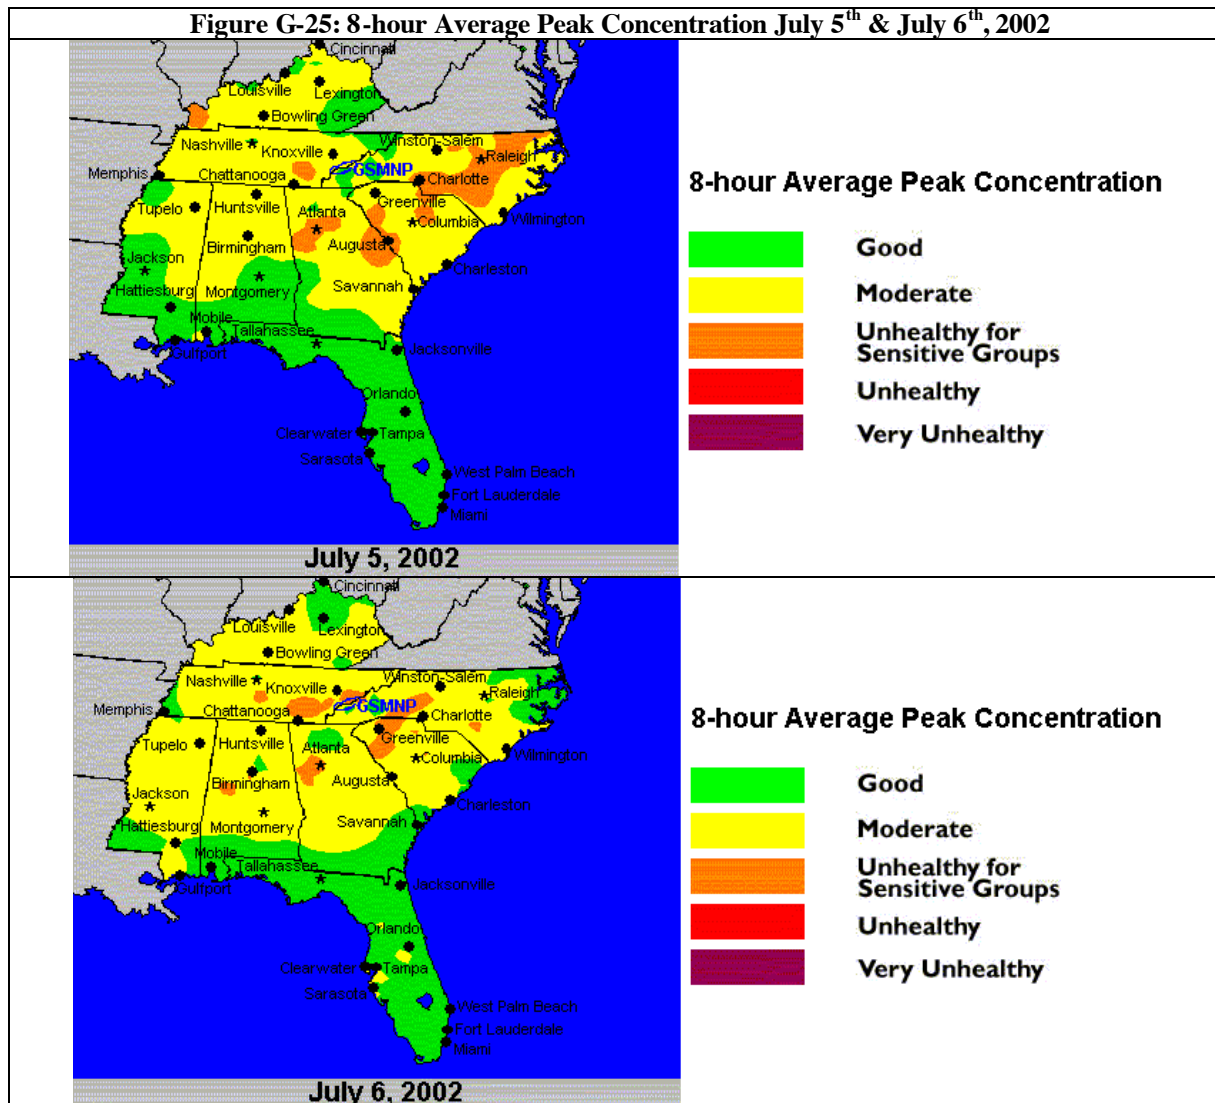 Figure G-25: 8-hour Average Peak Concentration July 5th & July 6th, 2002
Cincinnati
Louisville
Lexington
Bowling Green
Nashville
Winston-Salem
Knoxville
Raleigh
Memphis
Chattanooga
GSMNP
Charlotte
Tupelo
Huntsville
Greenville
Atlanta
Columbia
Wilmington
Birmingham
Augusta
Jackson
Charleston
Hattiesburg
Montgomery
Savannah
Mobile
Tallahassee
Gulfport
Jacksonville
Orlando
Clearwater
Tampa
Sarasota
West Palm Beach
Fort Lauderdale
Miami
July 5, 2002
8-hour Average Peak Concentration
Good
Moderate
Unhealthy for
Sensitive Groups
Unhealthy
Very Unhealthy
Cincinnati
Louisville
Lexington
Bowling Green
Nashville
Winston-Salem
Knoxville
Raleigh
Memphis
Chattanooga
GSMNP
Charlotte
Tupelo
Huntsville
Greenville
Atlanta
Columbia
Wilmington
Birmingham
Augusta
Jackson
Charleston
Hattiesburg
Montgomery
Savannah
Mobile
Tallahassee
Gulfport
Jacksonville
Orlando
Clearwater
Tampa
Sarasota
West Palm Beach
Fort Lauderdale
Miami
July 6, 2002
8-hour Average Peak Concentration
Good
Moderate
Unhealthy for
Sensitive Groups
Unhealthy
Very Unhealthy